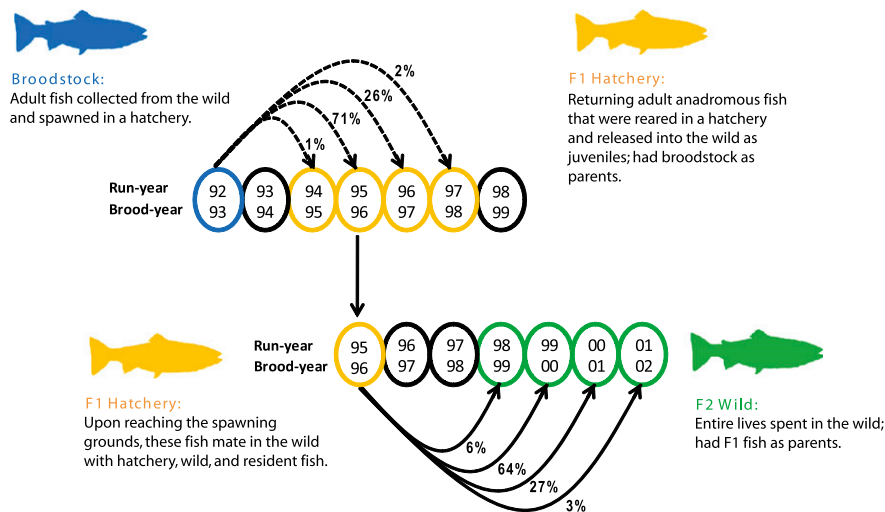 Broodstock:
Adult fish collected from the wild
and spawned in a hatchery.
F1 Hatchery:
Returning adult anadromous fish
that were reared in a hatchery
and released into the wild as
juveniles; had broodstock as
parents.
2%
26%
71%
1%
Run-year 92 93 94 95 96 97 98
Brood-year 93 94 95 96 97 98 99
Run-year 95 96 97 98 99 00 01
Brood-year 96 97 98 99 00 01 02
F1 Hatchery:
Upon reaching the spawning
grounds, these fish mate in the wild
with hatchery, wild, and resident fish.
F2 Wild:
Entire lives spent in the wild;
had F1 fish as parents.
6%
64%
27%
3%